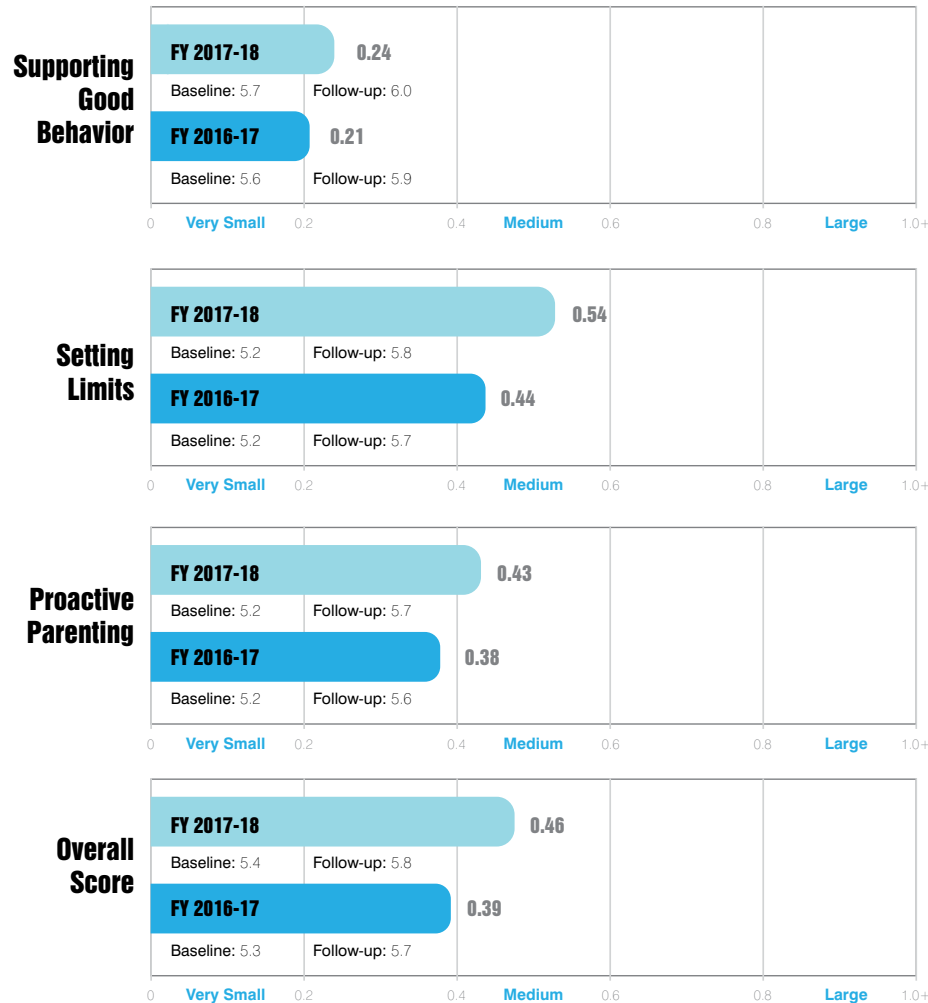 Supporting
Good
Behavior
FY 2017-18 0.24
Baseline: 5.7 Follow-up: 6.0
FY 2016-17 0.21
Baseline: 5.6 Follow-up: 5.9
0 Very Small 0.2 0.4 Medium 0.6 0.8 Large 1.0+
Setting
Limits
FY 2017-18 0.54
Baseline: 5.2 Follow-up: 5.8
FY 2016-17 0.44
Baseline: 5.2 Follow-up: 5.7
0 Very Small 0.2 0.4 Medium 0.6 0.8 Large 1.0+
Proactive
Parenting
FY 2017-18 0.43
Baseline: 5.2 Follow-up: 5.7
FY 2016-17 0.38
Baseline: 5.2 Follow-up: 5.6
0 Very Small 0.2 0.4 Medium 0.6 0.8 Large 1.0+
Overall
Score
FY 2017-18 0.46
Baseline: 5.4 Follow-up: 5.8
FY 2016-17 0.39
Baseline: 5.3 Follow-up: 5.7
0 Very Small 0.2 0.4 Medium 0.6 0.8 Large 1.0+